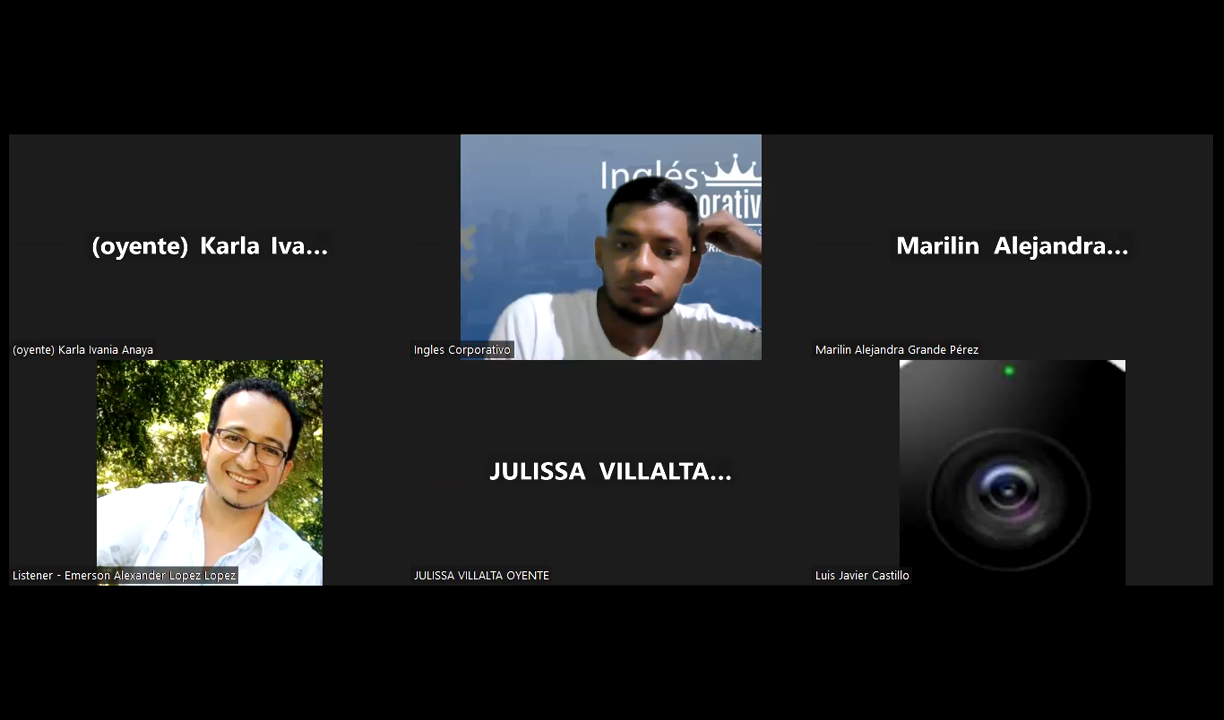 (oyente) Karla Iva...
Inglés
orativ
Marilin Alejandra...
(oyente) Karla Ivania Anaya
Ingles Corporativo
Marilin Alejandra Grande Pérez
JULISSA VILLALTA...
Listener - Emerson Alexander Lopez Lopez
JULISSA VILLALTA OYENTE
Luis Javier Castillo